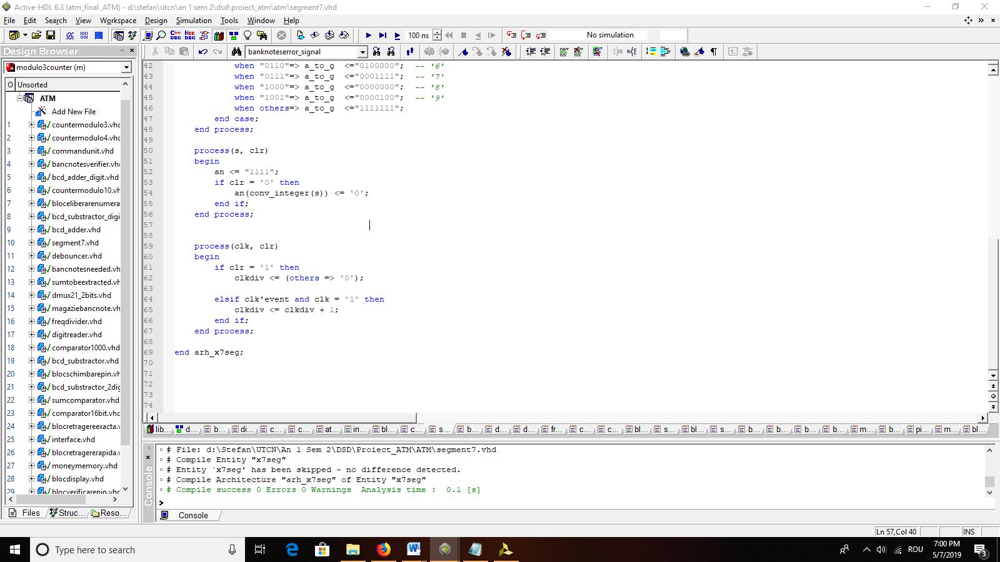 Active-HDL 6.3 (atm_final ,ATM) - d:\stefan\utcn\an 1 sem 2\dsd\proiect_atm\atm\segment7.vhd
File Edit Search View Workspace Design Simulation Tools Window Help
100 ns No simulation
Design Browser
banknoteserror_signal
modulo3counter (m)
O Unsorted
ATM
Add New File
1 countermodulo3.vhd
2 countermodulo4.vhd
3 commandunit.vhd
4 bancnotesverifier.vhd
5 bcd_adder_digit.vhd
6 countermodulo10.vh
7 bloceliberarenumera
8 bcd_substractor_digi
9 bcd_adder.vhd
10 segment7.vhd
11 debouncer.vhd
12 bancnotesneeded.vh
13 sumtobeextracted.vhd
14 dmux21_2bits.vhd
15 magaziebancnote.vh
16 freqdivider.vhd
17 digitreader.vhd
18 comparator1000.vhd
19 bcd_substractor.vhd
20 blocschimbarepin.vh
21 bcd_substractor_2dig
22 sumcomparator.vhd
23 comparator16bit.vhd
24 blocretragereexacta.
25 interface.vhd
26 blocretragererapida.v
27 moneymemory.vhd
28 blocdisplay.vhd
29 blocverificarepin.vhd
Files Struc... Reso...
42 when "0110"=> a_to_g <="0100000"; -- '6'
43 when "0111"=> a_to_g <="0001111"; -- '7'
44 when "1000"=> a_to_g <="0000000"; -- '8'
45 when "1001"=> a_to_g <="0000100"; -- '9'
46 when others=> a_to_g <="1111111";
47 end case;
48 end process;
49
50 process(s, clr)
51 begin
52 an <= "1111";
53 if clr = '0' then
54 an(conv_integer(s)) <= '0';
55 end if;
56 end process;
57
58
59 process(clk, clr)
60 begin
61 if clr = '1' then
62 clkdiv <= (others => '0');
63
64 elsif clk'event and clk = '1' then
65 clkdiv <= clkdiv + 1;
66 end if;
67 end process;
68
69 end arh_x7seg;
70
71
72
73
74
lib... d... b... di... c... c... at... in... bl... c... s... b... d... d... fr... c... c... bl... s... bl... s... b... b... b... b... m... b... pi... m... bl...
# File: d:\Stefan\UTCN\An 1 Sem 2\DSD\Proiect_ATM\ATM\segment7.vhd
# Compile Entity "x7seg"
# Entity `x7seg' has been skipped - no difference detected.
# Compile Architecture "arh_x7seg" of Entity "x7seg"
# Compile success 0 Errors 0 Warnings Analysis time : 0.1 [s]
>
Console
Console
Ln 57,Col 40 INS
Type here to search
ROU
7:00 PM
5/7/2019
3